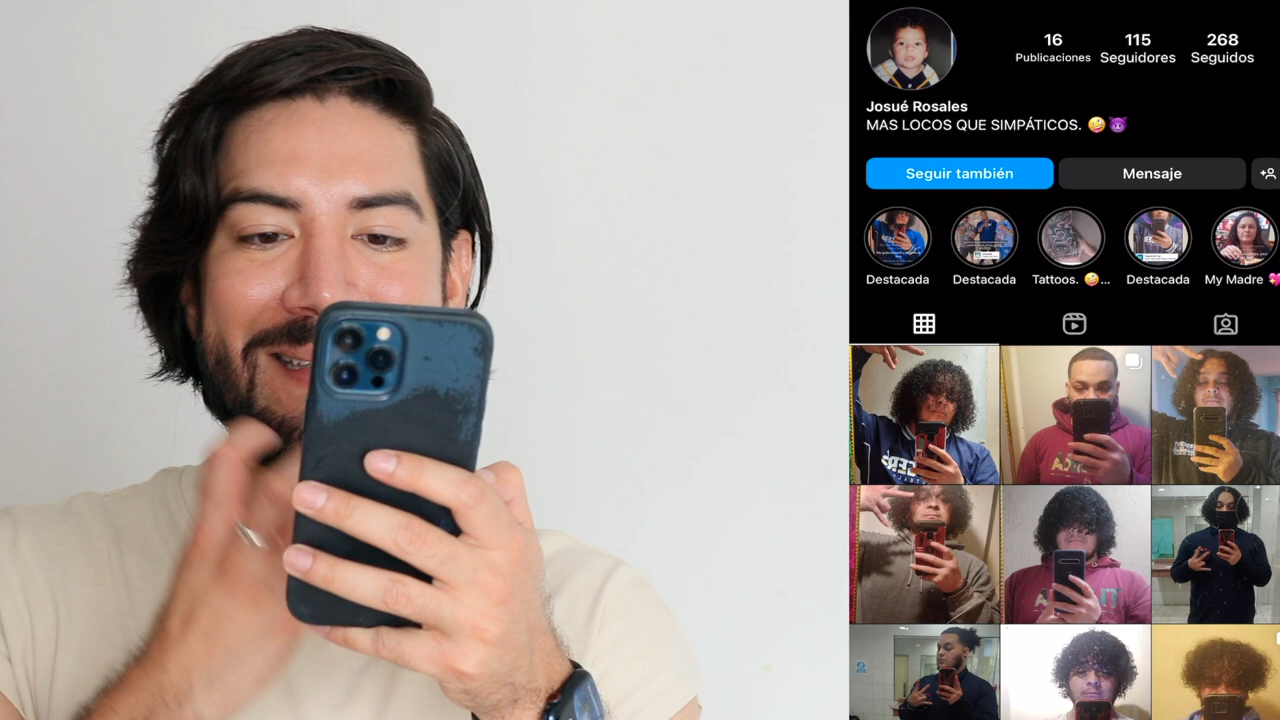 16 115 268
Publicaciones Seguidores Seguidos
Josué Rosales
MAS LOCOS QUE SIMPÁTICOS. 🤪😈
Seguir también Mensaje
Destacada Destacada Tattoos. 🤪... Destacada My Madre 💖